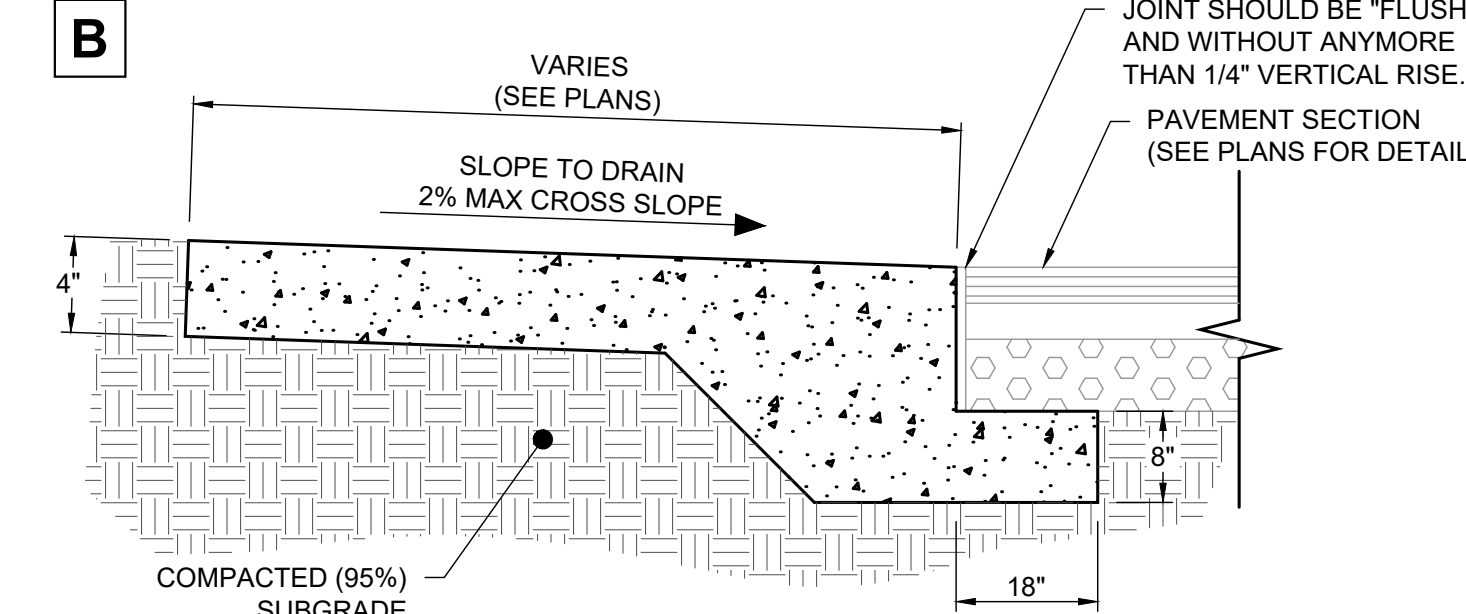 B
JOINT SHOULD BE "FLUSH
AND WITHOUT ANYMORE
THAN 1/4" VERTICAL RISE.
VARIES
(SEE PLANS)
PAVEMENT SECTION
(SEE PLANS FOR DETAIL
SLOPE TO DRAIN
2% MAX CROSS SLOPE
4"
8"
COMPACTED (95%)
SUBGRADE
18"